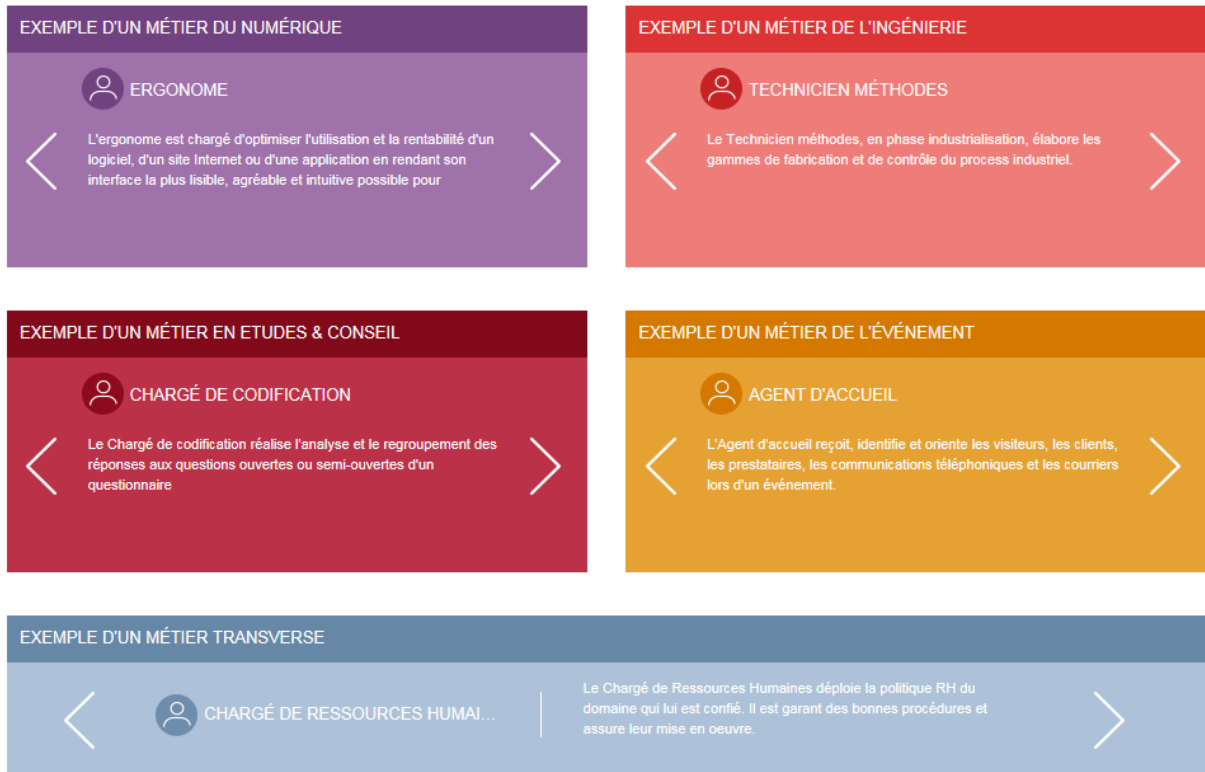 EXEMPLE D'UN MÉTIER DU NUMÉRIQUE
ERGONOME
L'ergonome est chargé d'optimiser l'utilisation et la rentabilité d'un
logiciel, d'un site Internet ou d'une application en rendant son
interface la plus lisible, agréable et intuitive possible pour
EXEMPLE D'UN MÉTIER DE L'INGÉNIERIE
TECHNICIEN MÉTHODES
Le Technicien méthodes, en phase industrialisation, élabore les
gammes de fabrication et de contrôle du process industriel.
EXEMPLE D'UN MÉTIER EN ETUDES & CONSEIL
CHARGÉ DE CODIFICATION
Le Chargé de codification réalise l'analyse et le regroupement des
réponses aux questions ouvertes ou semi-ouvertes d'un
questionnaire
EXEMPLE D'UN MÉTIER DE L'ÉVÉNEMENT
AGENT D'ACCUEIL
L'Agent d'accueil reçoit, identifie et oriente les visiteurs, les clients,
les prestataires, les communications téléphoniques et les courriers
lors d'un événement.
EXEMPLE D'UN MÉTIER TRANSVERSE
CHARGÉ DE RESSOURCES HUMAI...
Le Chargé de Ressources Humaines déploie la politique RH du
domaine qui lui est confié. Il est garant des bonnes procédures et
assure leur mise en oeuvre.